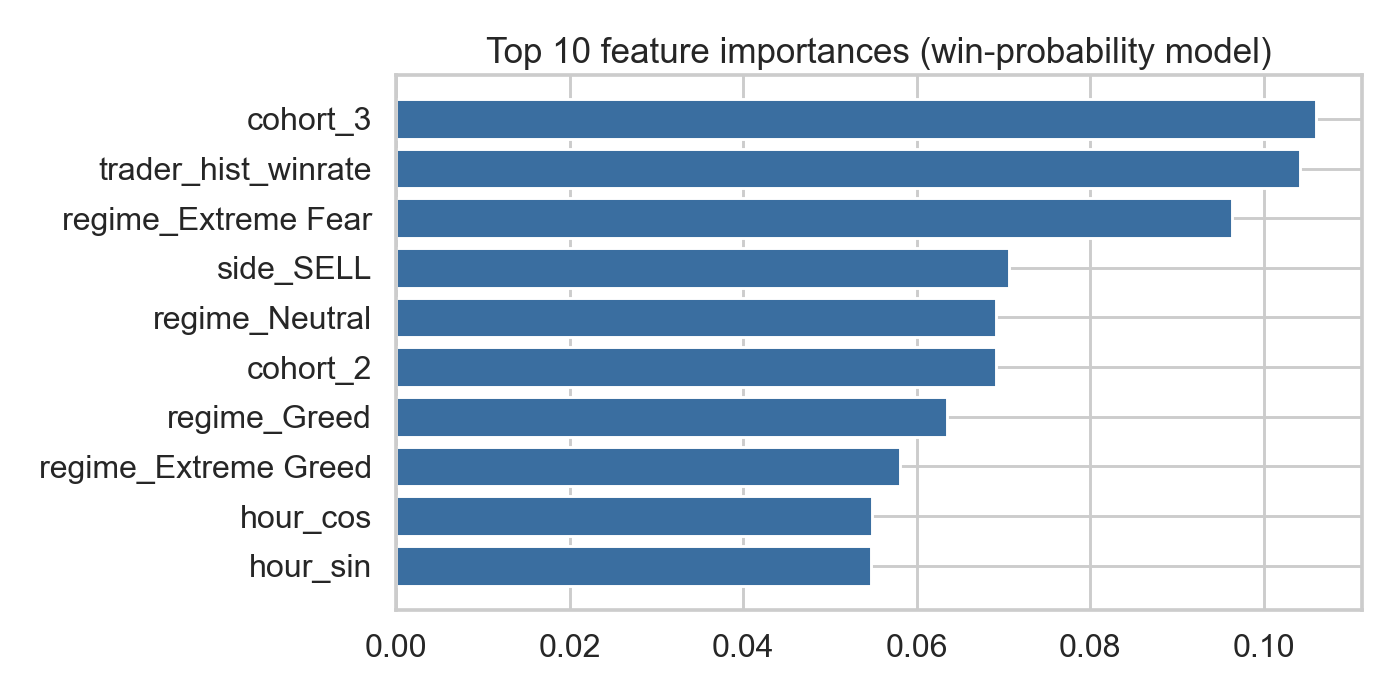 Top 10 feature importances (win-probability model)
cohort_3
trader_hist_winrate
regime_Extreme Fear
side_SELL
regime_Neutral
cohort_2
regime_Greed
regime_Extreme Greed
hour_cos
hour_sin
0.00 0.02 0.04 0.06 0.08 0.10